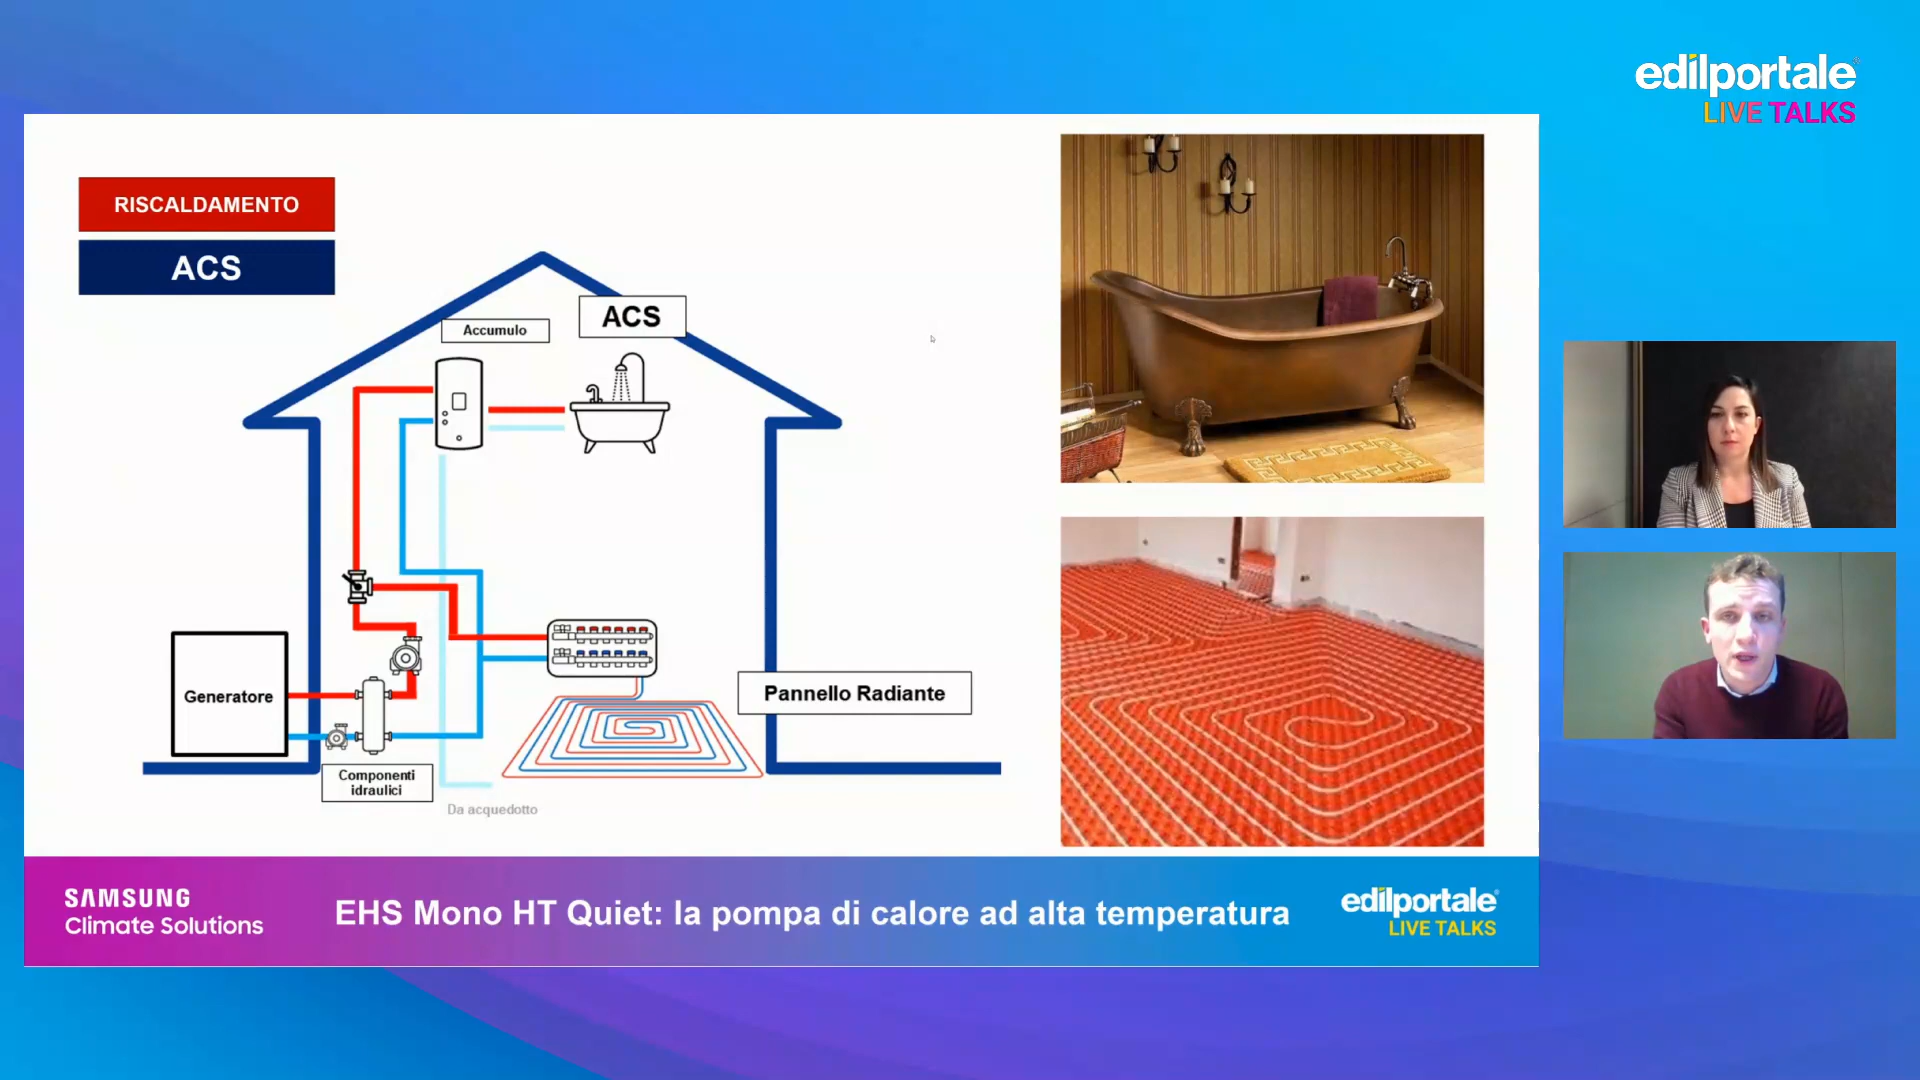 edilportale
LIVE TALKS
RISCALDAMENTO
ACS
Accumulo
ACS
Generatore
Pannello Radiante
Componenti
idraulici
Da acquedotto
SAMSUNG
Climate Solutions
EHS Mono HT Quiet: la pompa di calore ad alta temperatura
edilportale
LIVE TALKS